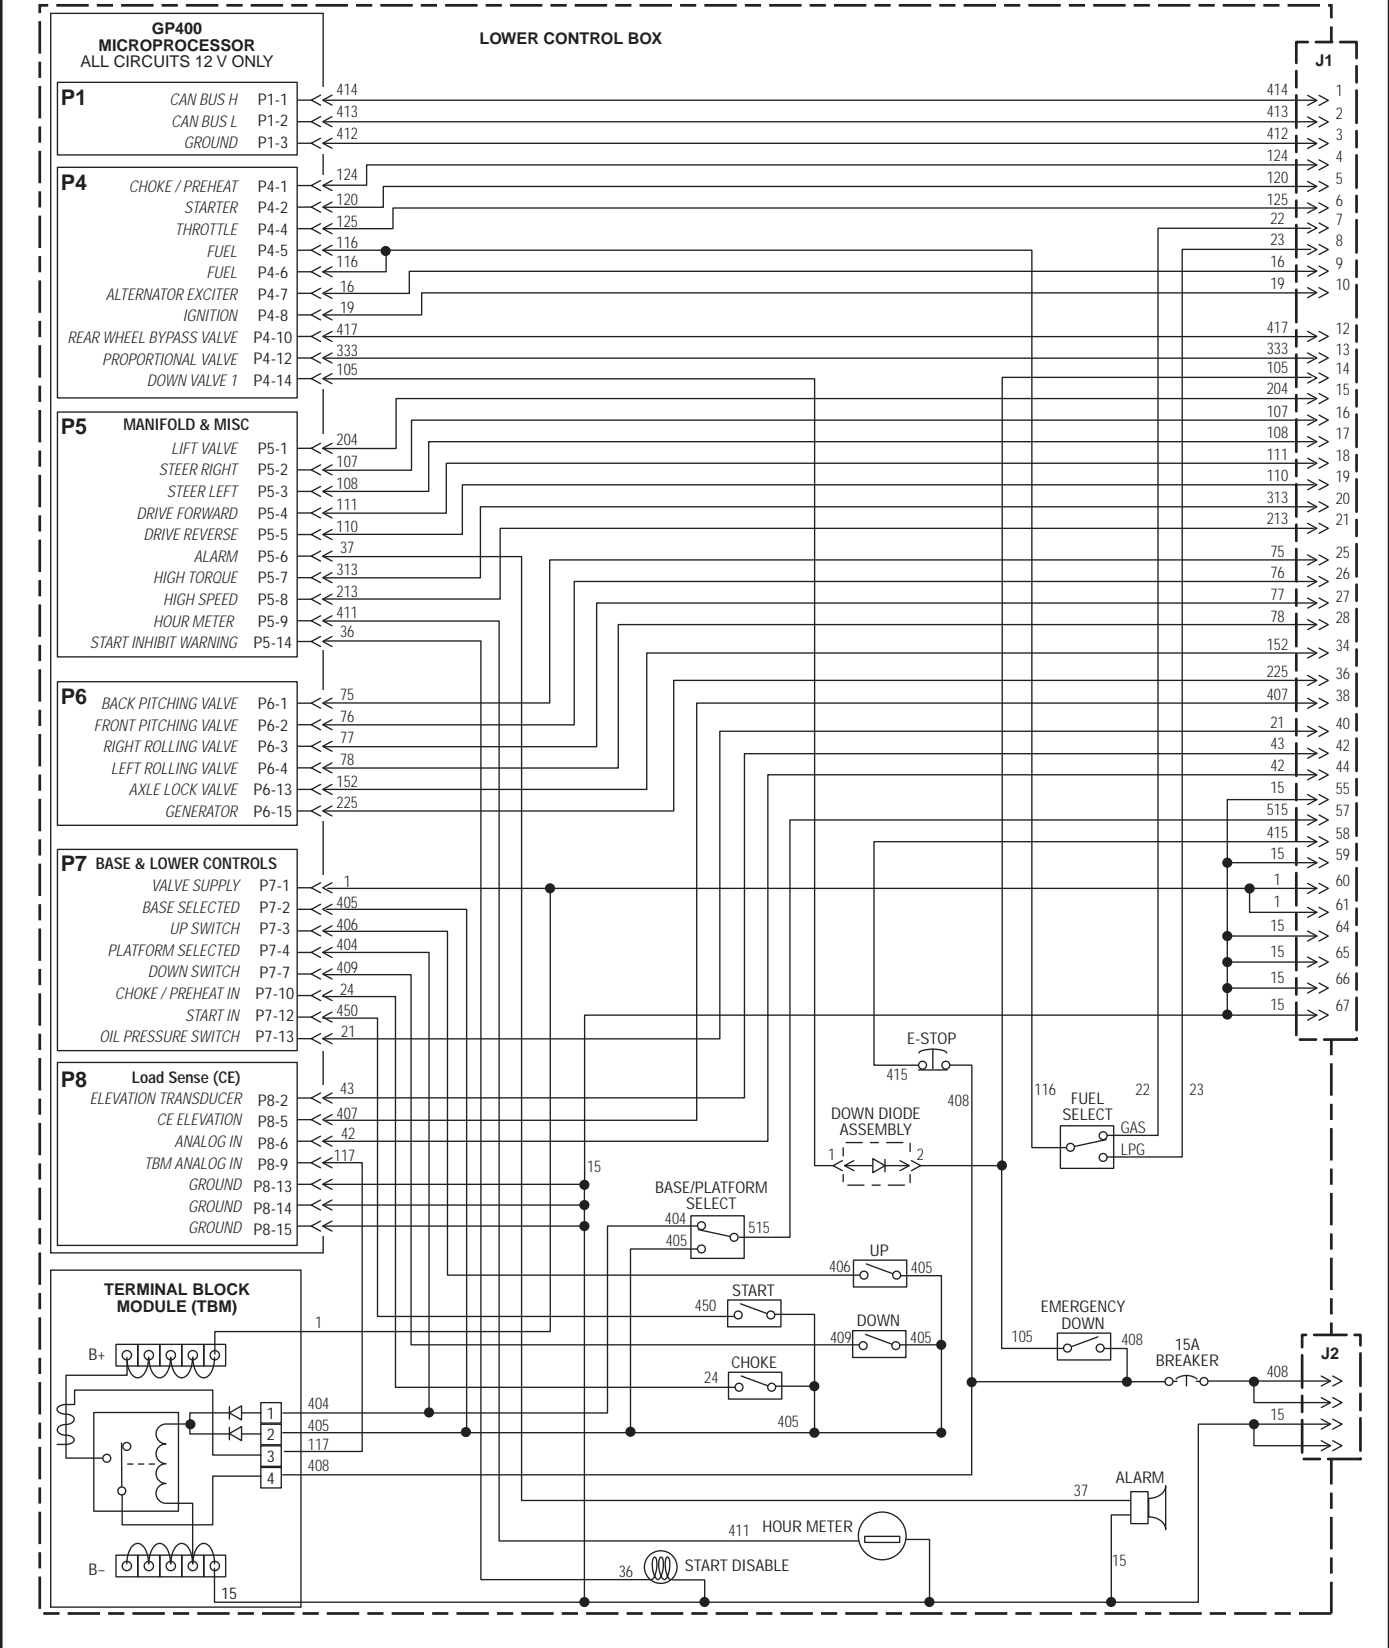 GP400
MICROPROCESSOR
ALL CIRCUITS 12 V ONLY
LOWER CONTROL BOX
J1
P1
CAN BUS H P1-1 414 414 1
CAN BUS L P1-2 413 413 2
GROUND P1-3 412 412 3
124 4
P4
CHOKE / PREHEAT P4-1 124 120 5
STARTER P4-2 120 125 6
THROTTLE P4-4 125 22 7
FUEL P4-5 116 23 8
FUEL P4-6 116 16 9
ALTERNATOR EXCITER P4-7 16 19 10
IGNITION P4-8 19
REAR WHEEL BYPASS VALVE P4-10 417 417 12
PROPORTIONAL VALVE P4-12 333 333 13
DOWN VALVE 1 P4-14 105 105 14
204 15
P5 MANIFOLD & MISC 107 16
LIFT VALVE P5-1 204 108 17
STEER RIGHT P5-2 107 111 18
STEER LEFT P5-3 108 110 19
DRIVE FORWARD P5-4 111 313 20
DRIVE REVERSE P5-5 110 213 21
ALARM P5-6 37 75 25
HIGH TORQUE P5-7 313 76 26
HIGH SPEED P5-8 213 77 27
HOUR METER P5-9 411 78 28
START INHIBIT WARNING P5-14 36 152 34
225 36
P6
BACK PITCHING VALVE P6-1 75 407 38
FRONT PITCHING VALVE P6-2 76 21 40
RIGHT ROLLING VALVE P6-3 77 43 42
LEFT ROLLING VALVE P6-4 78 42 44
AXLE LOCK VALVE P6-13 152 15 55
GENERATOR P6-15 225 515 57
415 58
P7 BASE & LOWER CONTROLS 15 59
VALVE SUPPLY P7-1 1 1 60
BASE SELECTED P7-2 405 1 61
UP SWITCH P7-3 406 15 64
PLATFORM SELECTED P7-4 404 15 65
DOWN SWITCH P7-7 409 15 66
CHOKE / PREHEAT IN P7-10 24 15 67
START IN P7-12 450
OIL PRESSURE SWITCH P7-13 21
E-STOP
415
408
P8 Load Sense (CE)
ELEVATION TRANSDUCER P8-2 43
CE ELEVATION P8-5 407
ANALOG IN P8-6 42
TBM ANALOG IN P8-9 117
GROUND P8-13
GROUND P8-14
GROUND P8-15
15
116 22 23
FUEL
SELECT
GAS
LPG
DOWN DIODE
ASSEMBLY
1 2
BASE/PLATFORM
SELECT
404 515
405
UP
406 405
START
450
DOWN
409 405
CHOKE
24
405
EMERGENCY
DOWN
105 408
15A
BREAKER
J2
408
15
TERMINAL BLOCK
MODULE (TBM)
1
B+
1 404
2 405
3 117
4 408
B–
15
ALARM
37
15
HOUR METER
411
START DISABLE
36